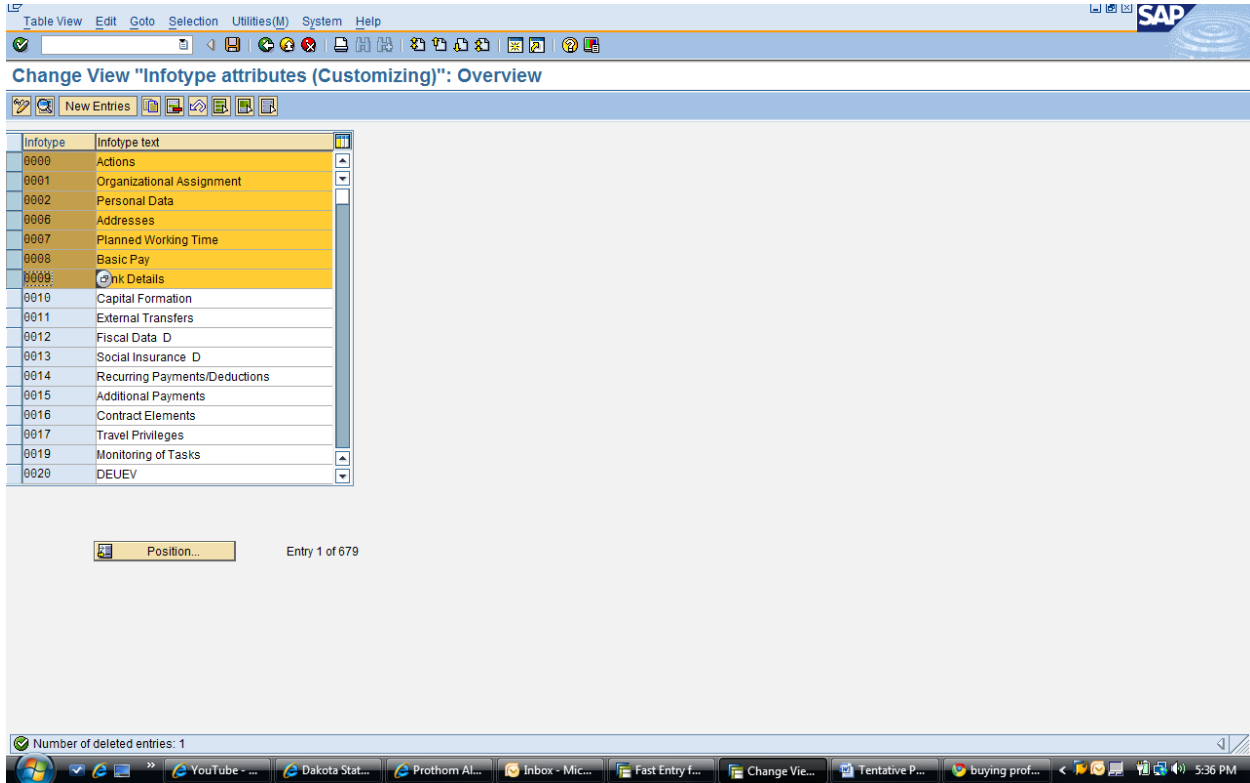 Table View Edit Goto Selection Utilities(M) System Help
SAP
Change View "Infotype attributes (Customizing)": Overview
New Entries
Infotype Infotype text
0000 Actions
0001 Organizational Assignment
0002 Personal Data
0006 Addresses
0007 Planned Working Time
0008 Basic Pay
0009 nk Details
0010 Capital Formation
0011 External Transfers
0012 Fiscal Data D
0013 Social Insurance D
0014 Recurring Payments/Deductions
0015 Additional Payments
0016 Contract Elements
0017 Travel Privileges
0019 Monitoring of Tasks
0020 DEUEV
Position... Entry 1 of 679
Number of deleted entries: 1
YouTube - ... Dakota Stat... Prothom Al... Inbox - Mic... Fast Entry f... Change Vie... Tentative P... buying prof... 5:36 PM